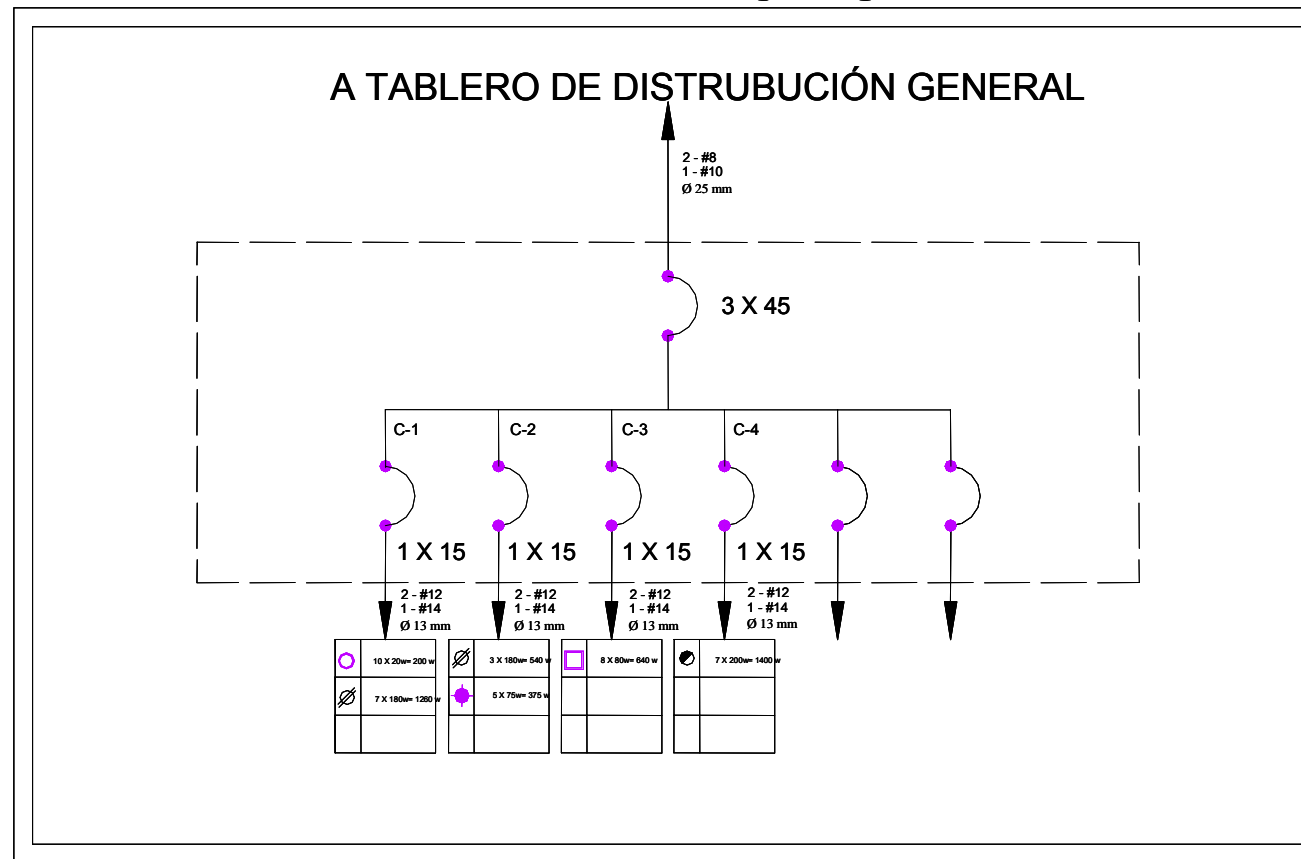 A TABLERO DE DISTRUBUCIÓN GENERAL
2 - #8
1 - #10
Ø 25 mm
3 X 45
C-1
C-2
C-3
C-4
1 X 15
1 X 15
1 X 15
1 X 15
2 - #12
1 - #14
Ø 13 mm
2 - #12
1 - #14
Ø 13 mm
2 - #12
1 - #14
Ø 13 mm
2 - #12
1 - #14
Ø 13 mm
10 X 20w= 200 w
7 X 180w= 1260 w
3 X 180w= 540 w
5 X 75w= 375 w
8 X 80w= 640 w
7 X 200w= 1400 w